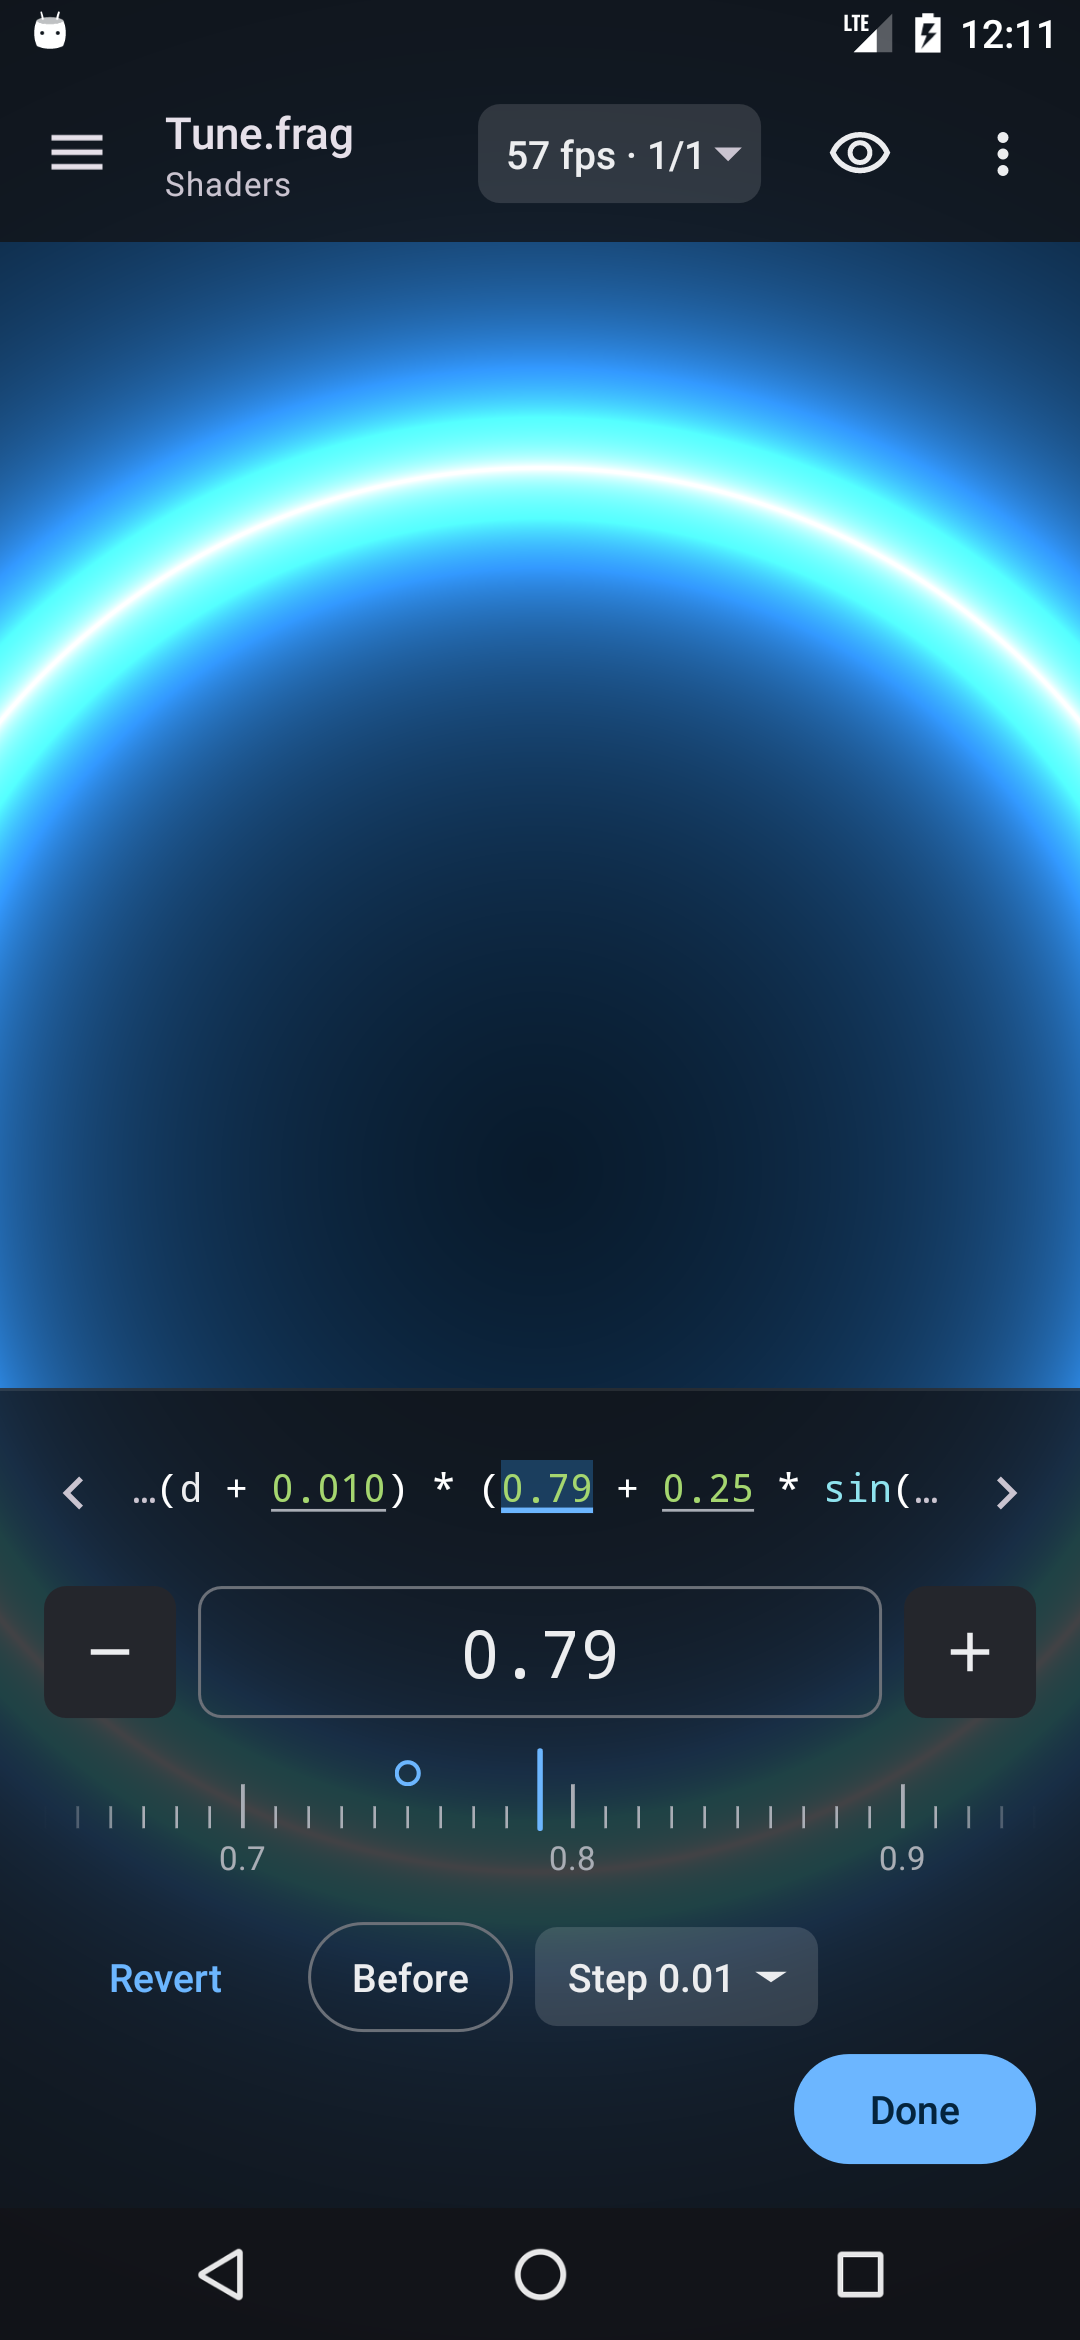 LTE 12:11
Tune.frag
Shaders
57 fps · 1/1
…(d + 0.010) * (0.79 + 0.25 * sin(…
− 0.79 +
0.7 0.8 0.9
Revert Before Step 0.01
Done